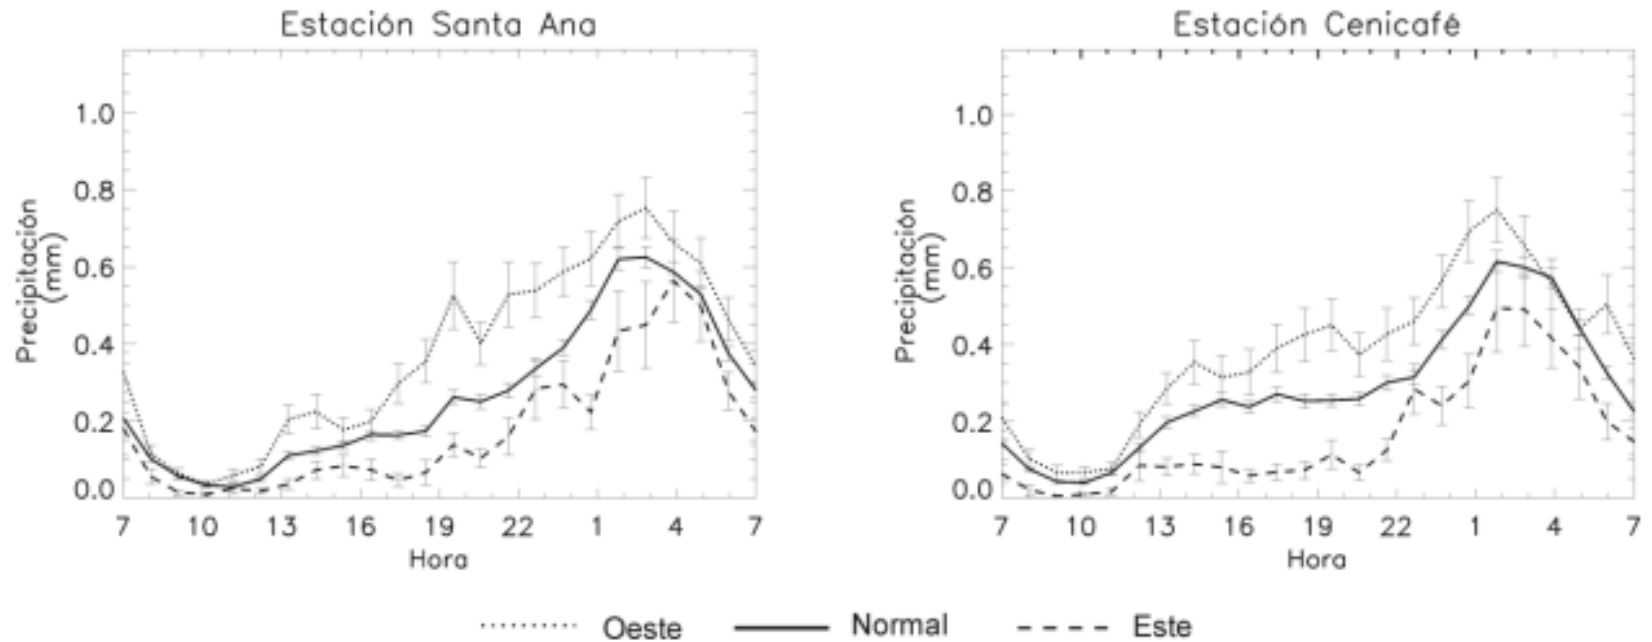 Estación Santa Ana
Estación Cenicafé
Precipitación
(mm)
1.0
0.8
0.6
0.4
0.2
0.0
7 10 13 16 19 22 1 4 7
Hora
Precipitación
(mm)
1.0
0.8
0.6
0.4
0.2
0.0
7 10 13 16 19 22 1 4 7
Hora
Oeste Normal Este